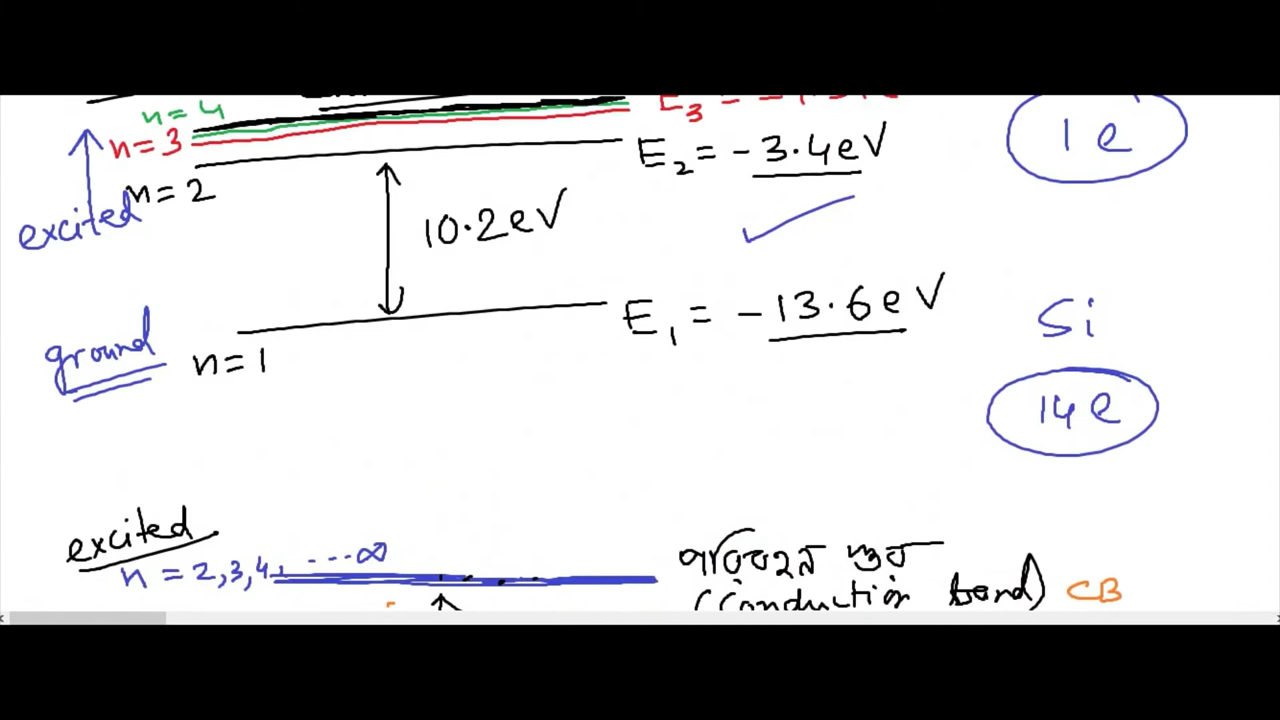 n=4
n=3
E₂ = -3.4eV
1e
n=2
excited
10.2eV
E₁ = -13.6eV
Si
ground
n=1
14e
excited
n = 2,3,4, ....∞
(Conduction bond) CB